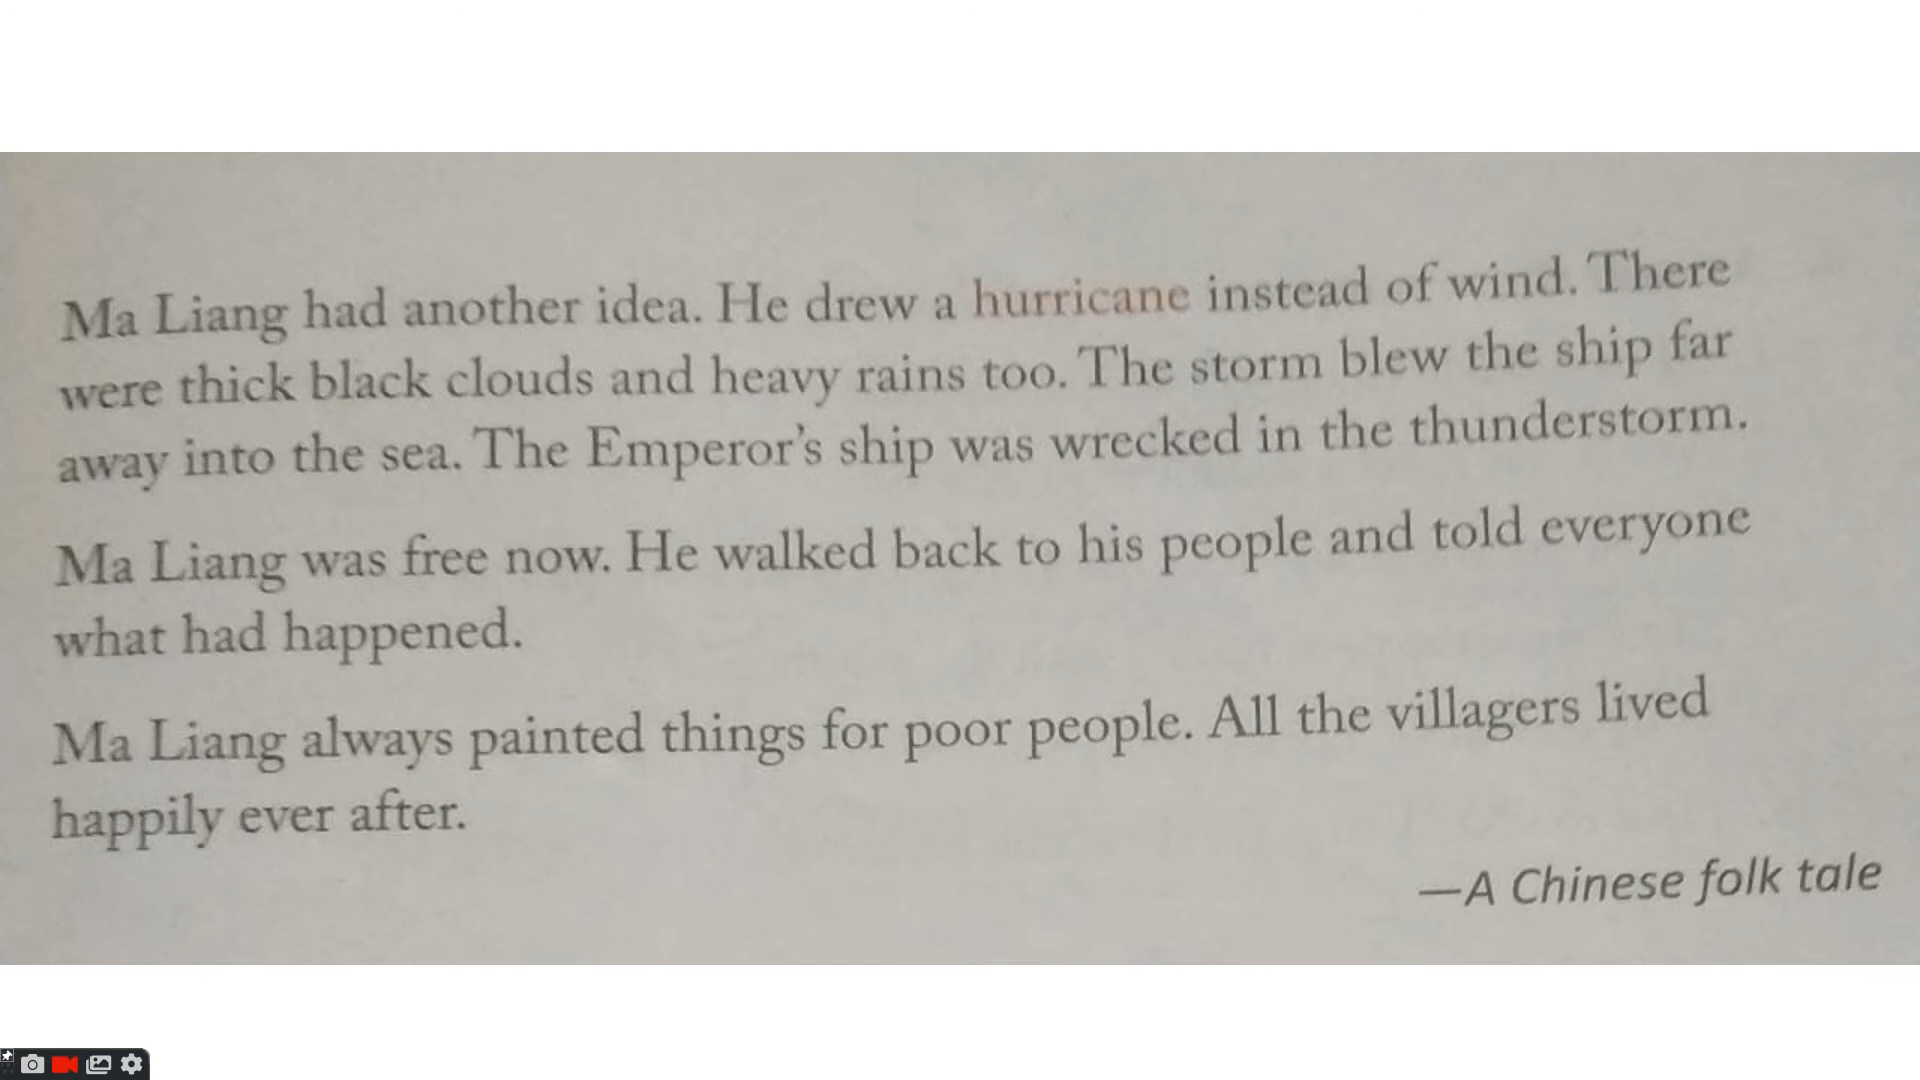 Ma Liang had another idea. He drew a hurricane instead of wind. There
were thick black clouds and heavy rains too. The storm blew the ship far
away into the sea. The Emperor's ship was wrecked in the thunderstorm.
Ma Liang was free now. He walked back to his people and told everyone
what had happened.
Ma Liang always painted things for poor people. All the villagers lived
happily ever after.
—A Chinese folk tale